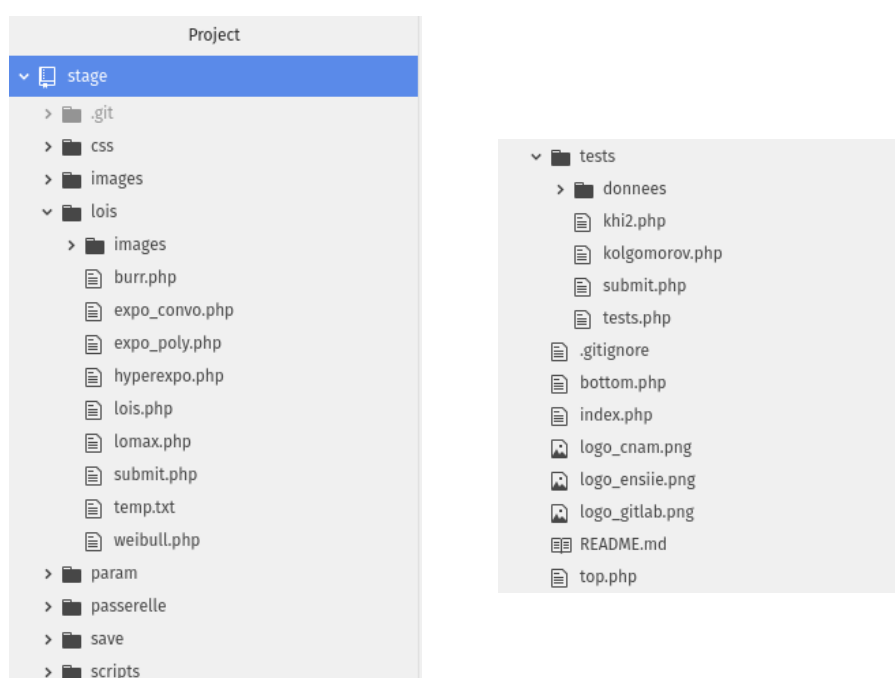 Project
stage
.git
css
images
lois
images
burr.php
expo_convo.php
expo_poly.php
hyperexpo.php
lois.php
lomax.php
submit.php
temp.txt
weibull.php
param
passerelle
save
scripts
tests
donnees
khi2.php
kolgomorov.php
submit.php
tests.php
.gitignore
bottom.php
index.php
logo_cnam.png
logo_ensiie.png
logo_gitlab.png
README.md
top.php